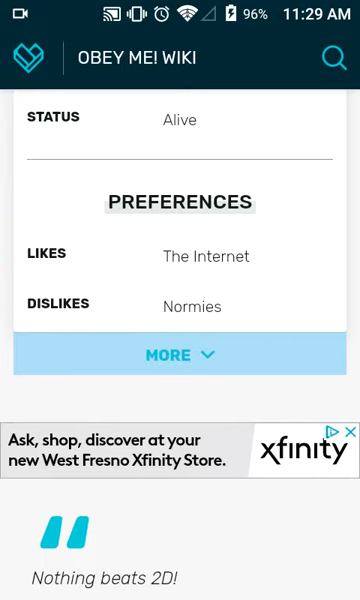 96% 11:29 AM
OBEY ME! WIKI
STATUS Alive
PREFERENCES
LIKES The Internet
DISLIKES Normies
MORE
Ask, shop, discover at your
new West Fresno Xfinity Store.
xfinity
Nothing beats 2D!